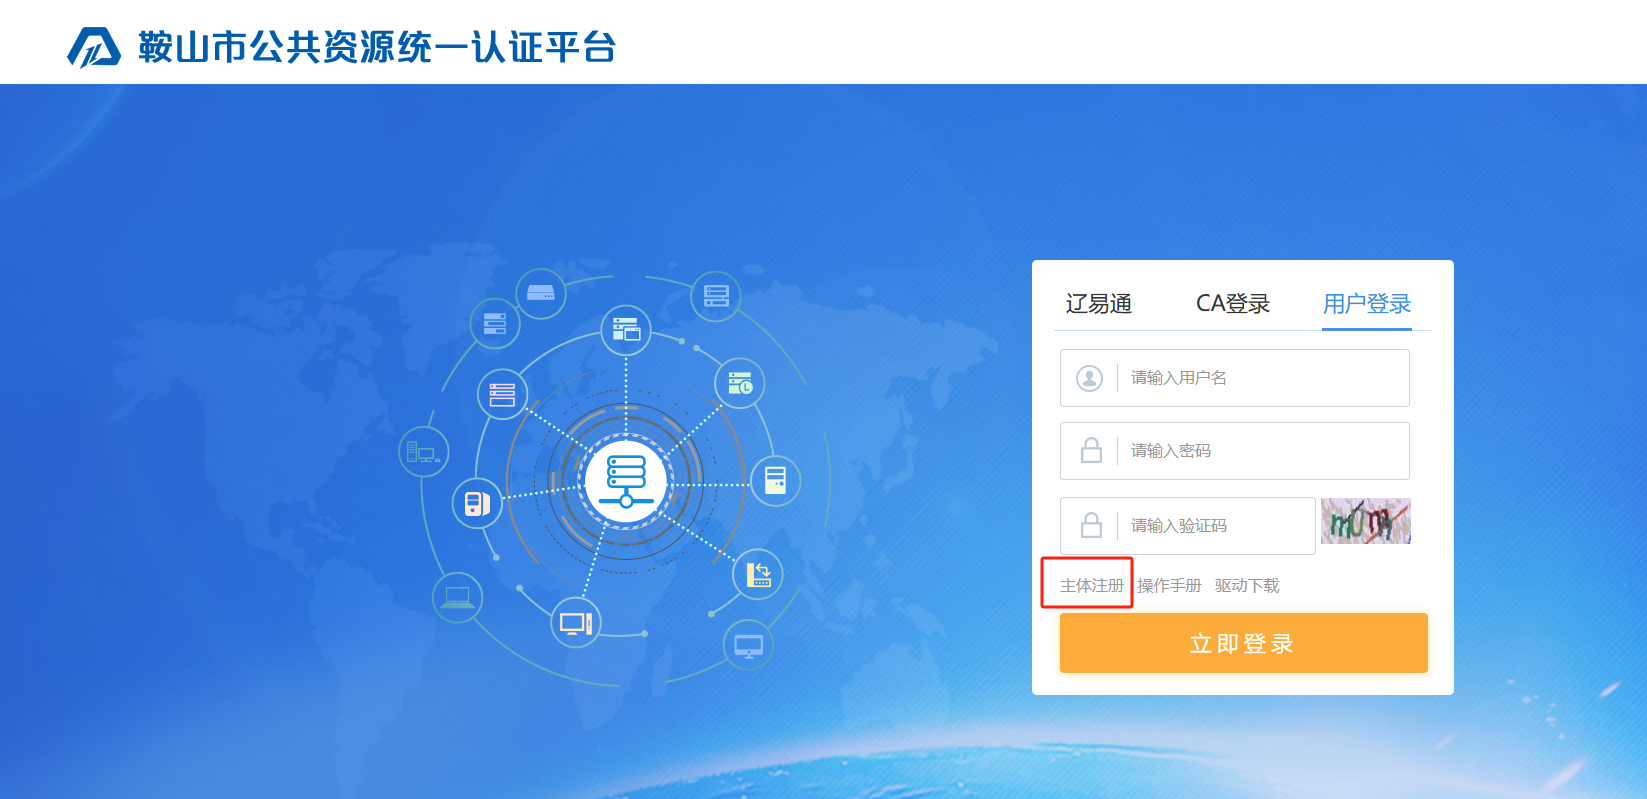 鞍山市公共资源统一认证平台
辽易通 CA登录 用户登录
请输入用户名
请输入密码
请输入验证码 m0m
主体注册 操作手册 驱动下载
立即登录